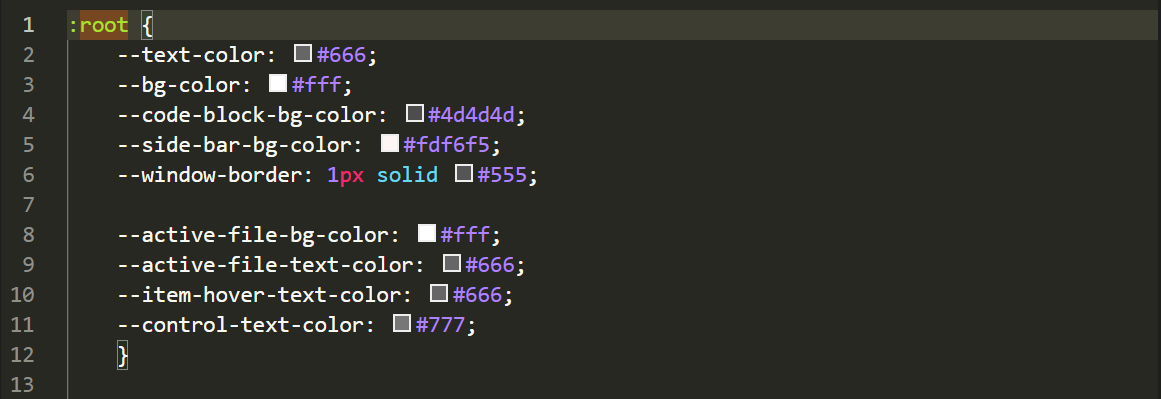 1 :root {
2 --text-color: #666;
3 --bg-color: #fff;
4 --code-block-bg-color: #4d4d4d;
5 --side-bar-bg-color: #fdf6f5;
6 --window-border: 1px solid #555;
7
8 --active-file-bg-color: #fff;
9 --active-file-text-color: #666;
10 --item-hover-text-color: #666;
11 --control-text-color: #777;
12 }
13